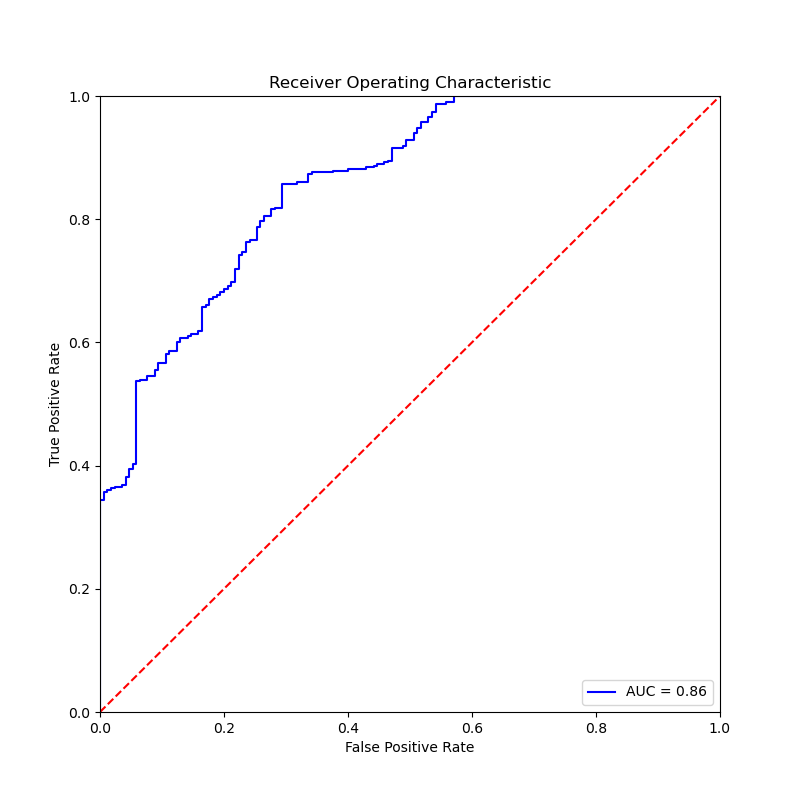 Receiver Operating Characteristic
1.0
0.8
0.6
0.4
0.2
0.0
True Positive Rate
AUC = 0.86
0.0 0.2 0.4 0.6 0.8 1.0
False Positive Rate